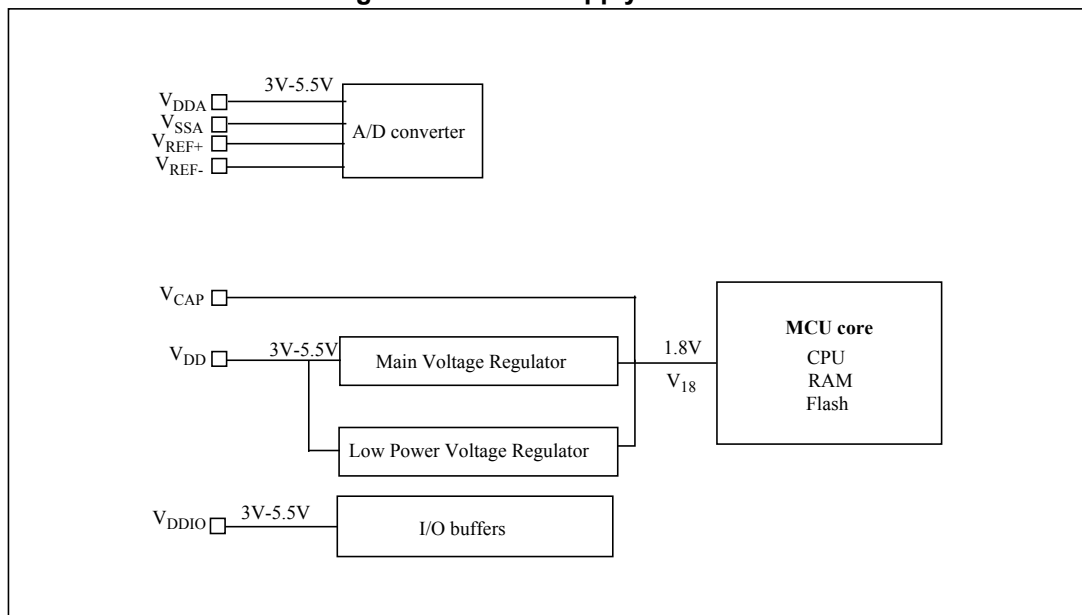 supply
3V-5.5V
VDDA
VSSA
VREF+
VREF-
A/D converter
VCAP
VDD
3V-5.5V
Main Voltage Regulator
1.8V
V18
MCU core
CPU
RAM
Flash
Low Power Voltage Regulator
VDDIO
3V-5.5V
I/O buffers